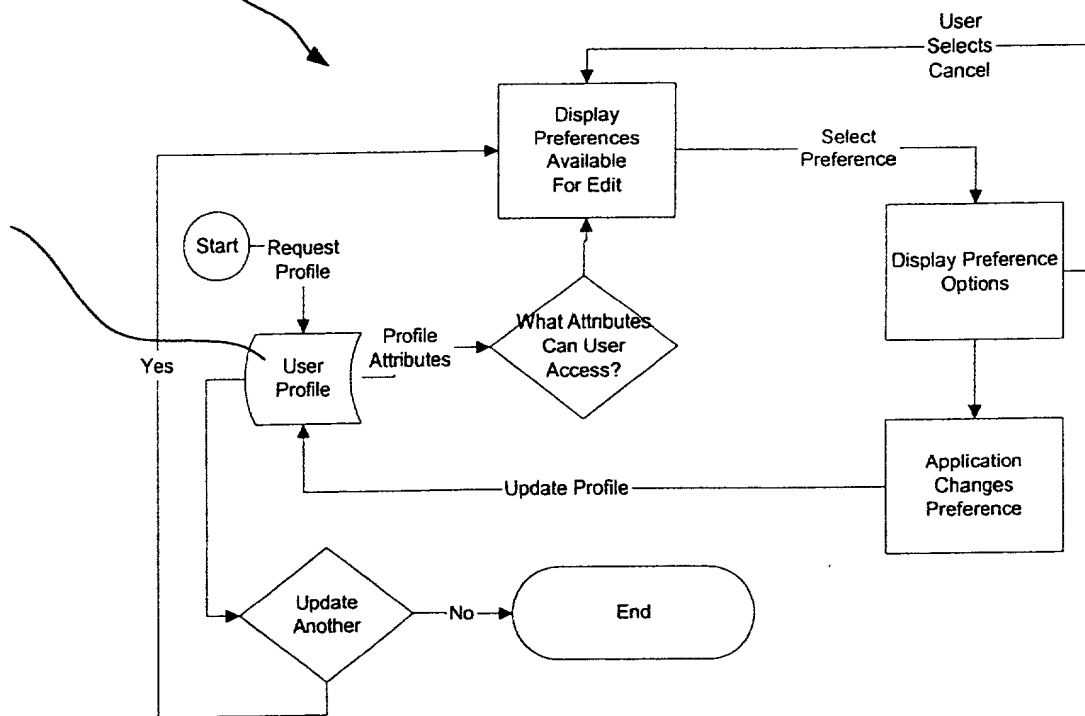 User
Selects
Cancel
Display
Preferences
Available
For Edit
Select
Preference
Start
Request
Profile
Display Preference
Options
What Attributes
Can User
Access?
Profile
Attributes
User
Profile
Yes
Application
Changes
Preference
Update Profile
Update
Another
No
End